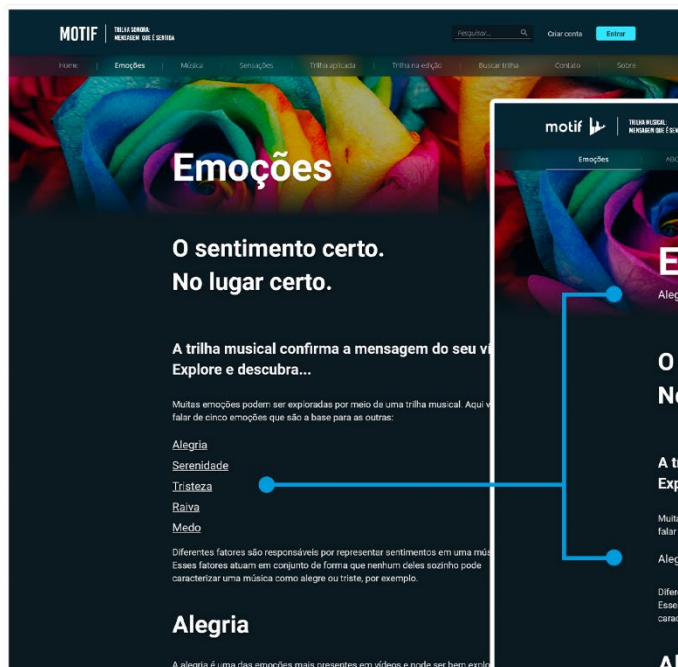 MOTIF
TRILHA SONORA:
MENSAGEM QUE É SENTIDA
Pesquisar...
Criar conta
Entrar
Home
Emoções
Música
Sensações
Trilha aplicada
Trilha na edição
Buscar trilha
Contato
Sobre
Emoções
O sentimento certo.
No lugar certo.
A trilha musical confirma a mensagem do seu ví
Explore e descubra...
Muitas emoções podem ser exploradas por meio de uma trilha musical. Aqui v
falar de cinco emoções que são a base para as outras:
Alegria
Serenidade
Tristeza
Raiva
Medo
Diferentes fatores são responsáveis por representar sentimentos em uma mús
Esses fatores atuam em conjunto de forma que nenhum deles sozinho pode
caracterizar uma música como alegre ou triste, por exemplo.
Alegria
A alegria é uma das emoções mais presentes em vídeos e pode ser bem explo
motif
TRILHA MUSICAL:
MENSAGEM QUE É SEN
Emoções
ABC
E
Aleg
O
No
A tr
Exp
Muita
falar
Aleg
Difer
Esse
carac
Al